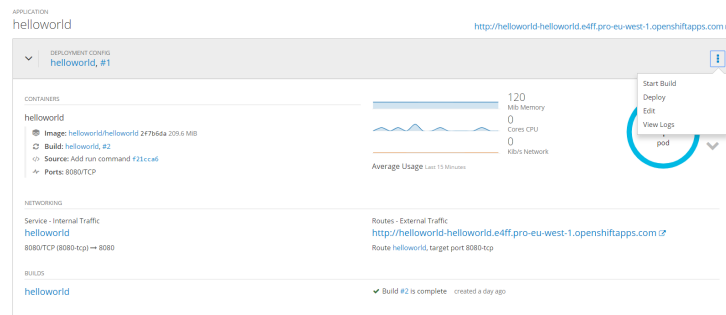 APPLICATION
helloworld
http://helloworld-helloworld.e4ff.pro-eu-west-1.openshiftapps.com
DEPLOYMENT CONFIG
helloworld, #1
Start Build
Deploy
Edit
View Logs
pod
CONTAINERS
helloworld
Image: helloworld/helloworld 2f7b6da 209.6 MiB
Build: helloworld, #2
Source: Add run command f21cca6
Ports: 8080/TCP
120
Mib Memory
0
Cores CPU
0
Kib/s Network
Average Usage Last 15 Minutes
NETWORKING
Service - Internal Traffic
helloworld
8080/TCP (8080-tcp) → 8080
Routes - External Traffic
http://helloworld-helloworld.e4ff.pro-eu-west-1.openshiftapps.com
Route helloworld, target port 8080-tcp
BUILDS
helloworld
Build #2 is complete created a day ago